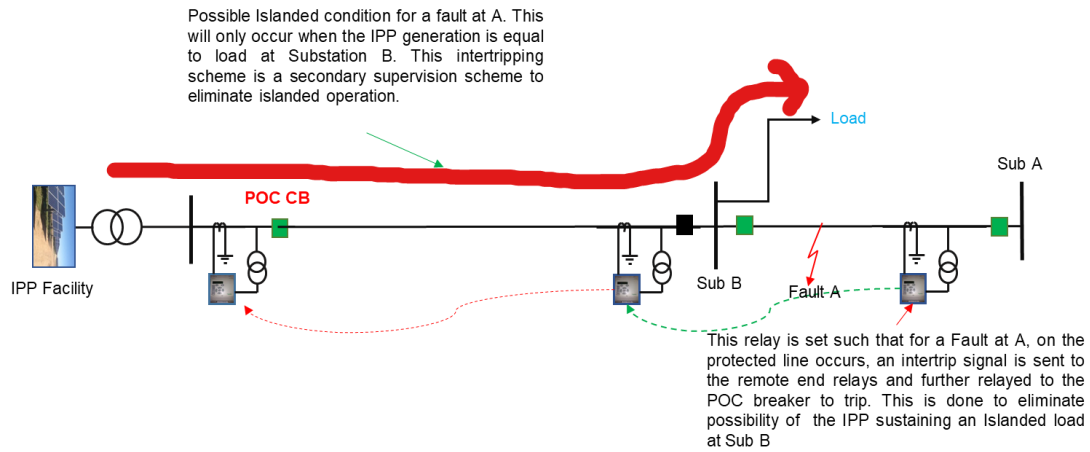 Possible Islanded condition for a fault at A. This
will only occur when the IPP generation is equal
to load at Substation B. This intertripping
scheme is a secondary supervision scheme to
eliminate islanded operation.
Load
Sub A
POC CB
IPP Facility
Sub B
Fault A
This relay is set such that for a Fault at A, on the
protected line occurs, an intertrip signal is sent to
the remote end relays and further relayed to the
POC breaker to trip. This is done to eliminate
possibility of the IPP sustaining an Islanded load
at Sub B